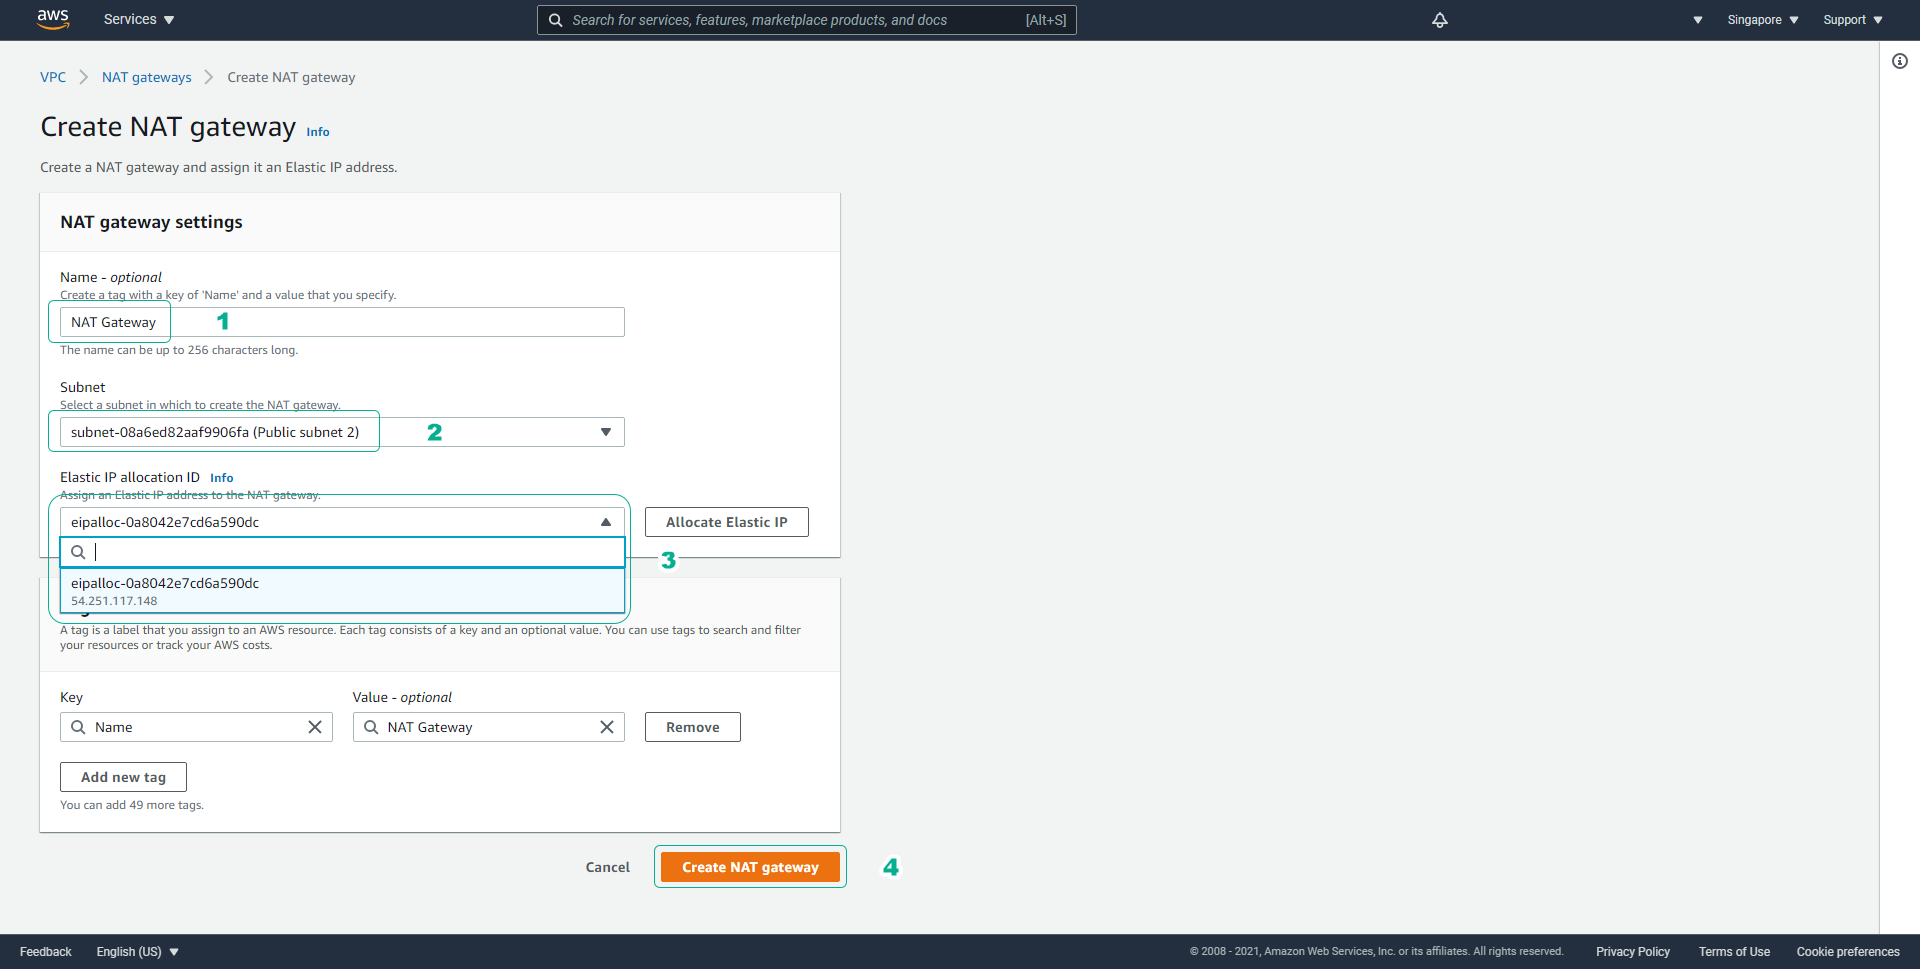 aws
Services
Search for services, features, marketplace products, and docs [Alt+S]
Singapore
Support
VPC
NAT gateways
Create NAT gateway
Create NAT gateway Info
Create a NAT gateway and assign it an Elastic IP address.
NAT gateway settings
Name - optional
Create a tag with a key of 'Name' and a value that you specify.
NAT Gateway
1
The name can be up to 256 characters long.
Subnet
Select a subnet in which to create the NAT gateway.
subnet-08a6ed82aaf9906fa (Public subnet 2)
2
Elastic IP allocation ID Info
Assign an Elastic IP address to the NAT gateway.
eipalloc-0a8042e7cd6a590dc
Allocate Elastic IP
3
eipalloc-0a8042e7cd6a590dc
54.251.117.148
A tag is a label that you assign to an AWS resource. Each tag consists of a key and an optional value. You can use tags to search and filter
your resources or track your AWS costs.
Key
Value - optional
Name
NAT Gateway
Remove
Add new tag
You can add 49 more tags.
Cancel
Create NAT gateway
4
Feedback
English (US)
© 2008 - 2021, Amazon Web Services, Inc. or its affiliates. All rights reserved.
Privacy Policy
Terms of Use
Cookie preferences